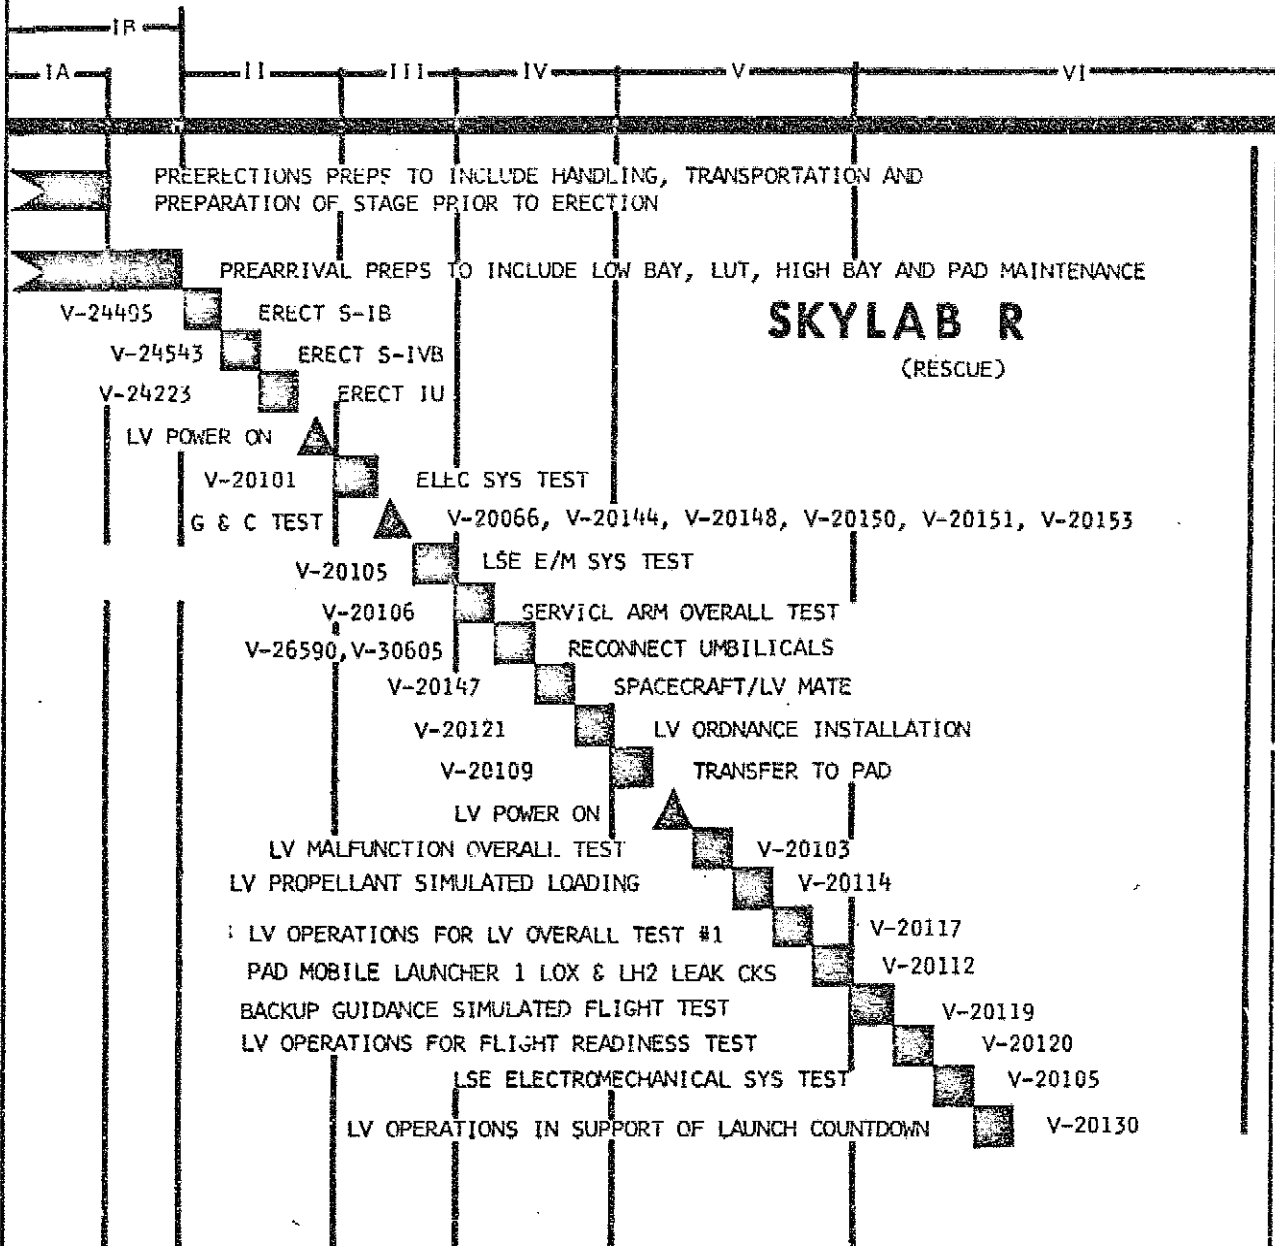 IB
IA II III IV V VI
PREERECTIONS PREPS TO INCLUDE HANDLING, TRANSPORTATION AND
PREPARATION OF STAGE PRIOR TO ERECTION
PREARRIVAL PREPS TO INCLUDE LOW BAY, LUT, HIGH BAY AND PAD MAINTENANCE
SKYLAB R
(RESCUE)
V-24495 ERECT S-IB
V-24543 ERECT S-IVB
V-24223 ERECT IU
LV POWER ON
V-20101 ELEC SYS TEST
G & C TEST V-20066, V-20144, V-20148, V-20150, V-20151, V-20153
V-20105 LSE E/M SYS TEST
V-20106 SERVICE ARM OVERALL TEST
V-26590,V-30605 RECONNECT UMBILICALS
V-20147 SPACECRAFT/LV MATE
V-20121 LV ORDNANCE INSTALLATION
V-20109 TRANSFER TO PAD
LV POWER ON
LV MALFUNCTION OVERALL TEST V-20103
LV PROPELLANT SIMULATED LOADING V-20114
LV OPERATIONS FOR LV OVERALL TEST #1 V-20117
PAD MOBILE LAUNCHER 1 LOX & LH2 LEAK CKS V-20112
BACKUP GUIDANCE SIMULATED FLIGHT TEST V-20119
LV OPERATIONS FOR FLIGHT READINESS TEST V-20120
LSE ELECTROMECHANICAL SYS TEST V-20105
LV OPERATIONS IN SUPPORT OF LAUNCH COUNTDOWN V-20130